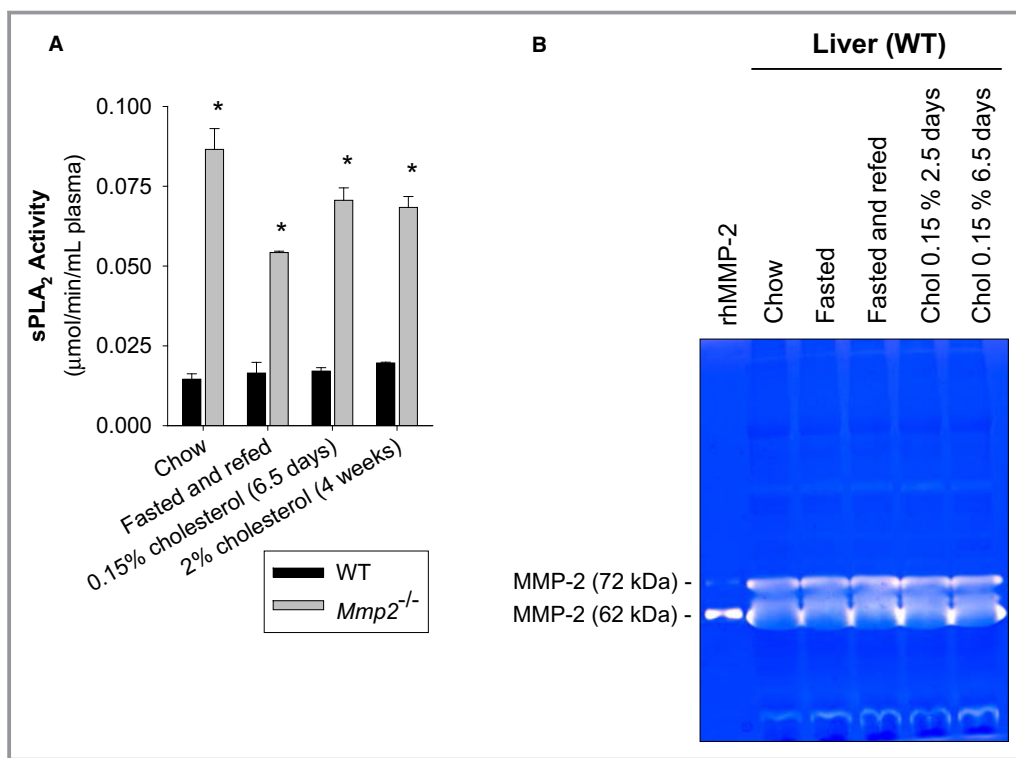 A
sPLA₂ Activity
(μmol/min/mL plasma)
0.100
0.075
0.050
0.025
0.000
*
*
*
*
Chow
Fasted and refed
0.15% cholesterol (6.5 days)
2% cholesterol (4 weeks)
WT
Mmp2⁻/⁻
B
Liver (WT)
rhMMP-2
Chow
Fasted
Fasted and refed
Chol 0.15 % 2.5 days
Chol 0.15 % 6.5 days
MMP-2 (72 kDa) -
MMP-2 (62 kDa) -